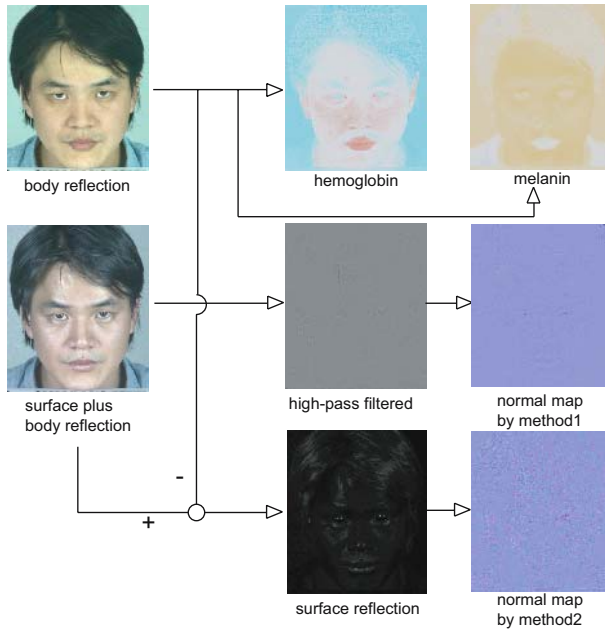 body reflection
hemoglobin
melanin
surface plus
body reflection
high-pass filtered
normal map
by method1
-
+
surface reflection
normal map
by method2